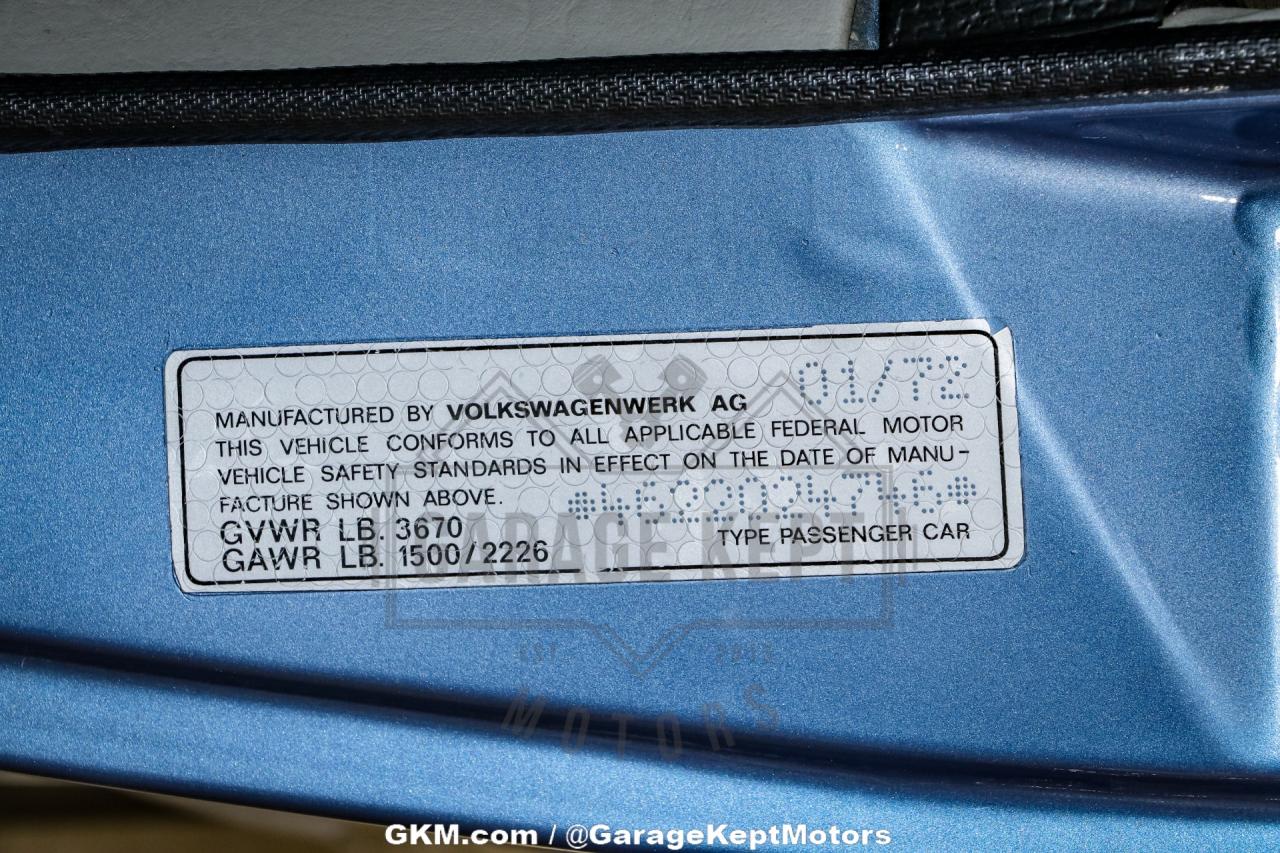 01/72
MANUFACTURED BY VOLKSWAGENWERK AG
THIS VEHICLE CONFORMS TO ALL APPLICABLE FEDERAL MOTOR
VEHICLE SAFETY STANDARDS IN EFFECT ON THE DATE OF MANU-
FACTURE SHOWN ABOVE.
GVWR LB. 3670
GAWR LB. 1500/2226
TYPE PASSENGER CAR
GARAGE KEPT
EST 2013
MOTORS
GKM.com / @GarageKeptMotors